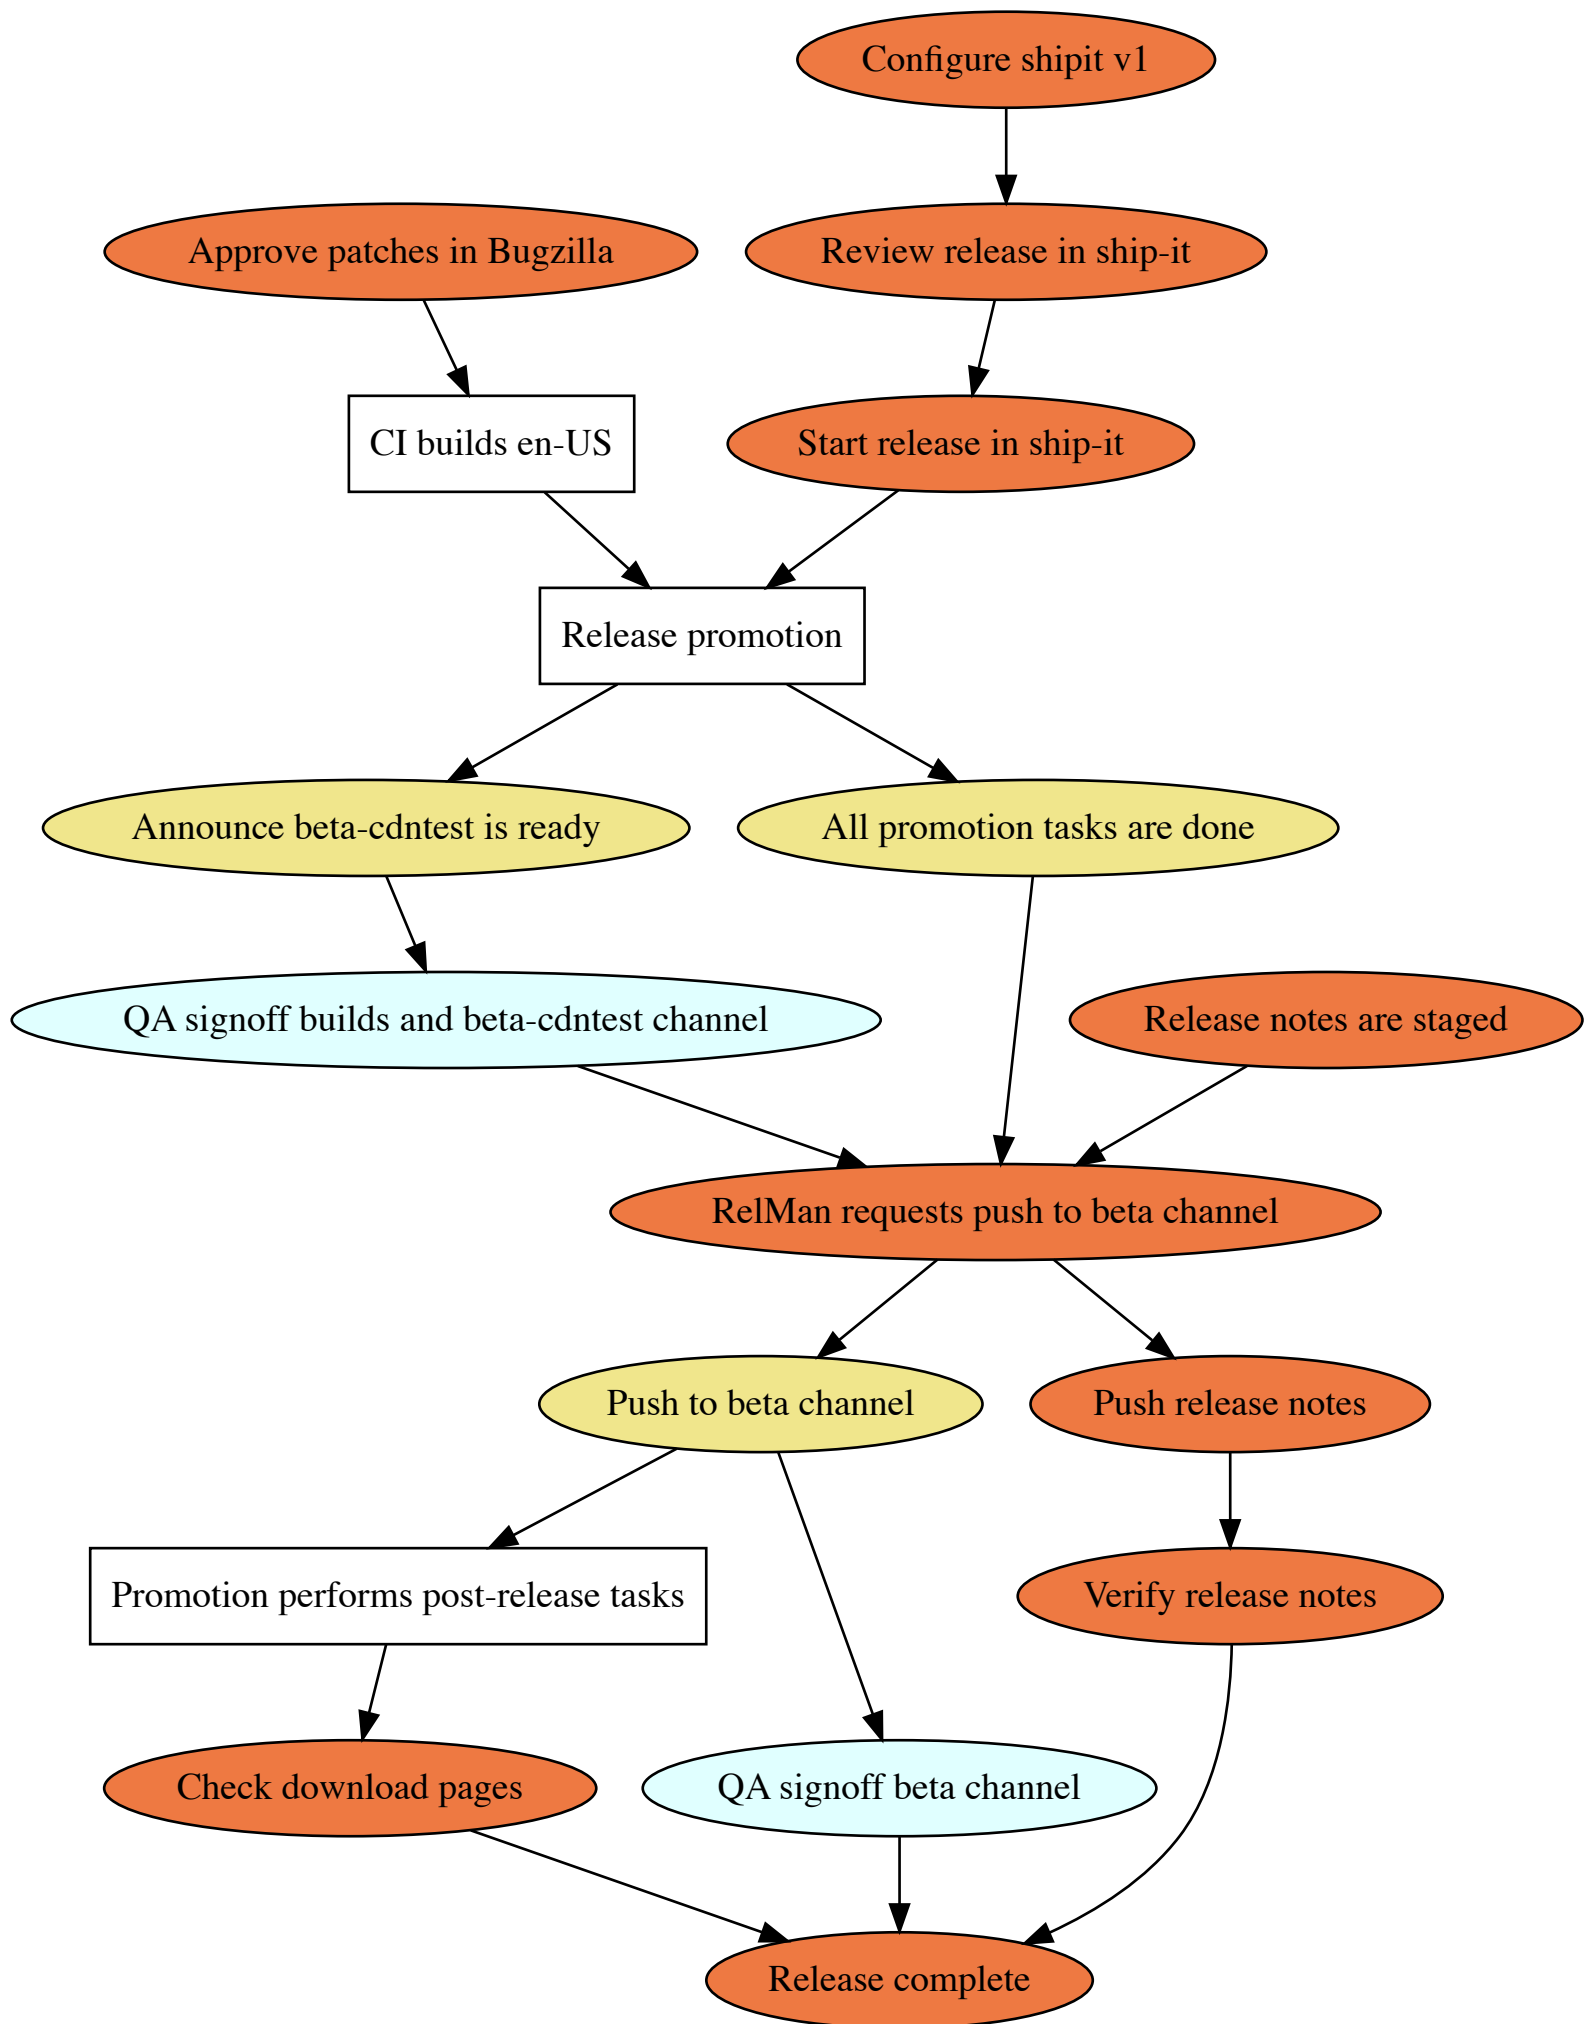 Configure shipit v1
Approve patches in Bugzilla
Review release in ship-it
CI builds en-US
Start release in ship-it
Release promotion
Announce beta-cdntest is ready
All promotion tasks are done
QA signoff builds and beta-cdntest channel
Release notes are staged
RelMan requests push to beta channel
Push to beta channel
Push release notes
Promotion performs post-release tasks
Verify release notes
Check download pages
QA signoff beta channel
Release complete